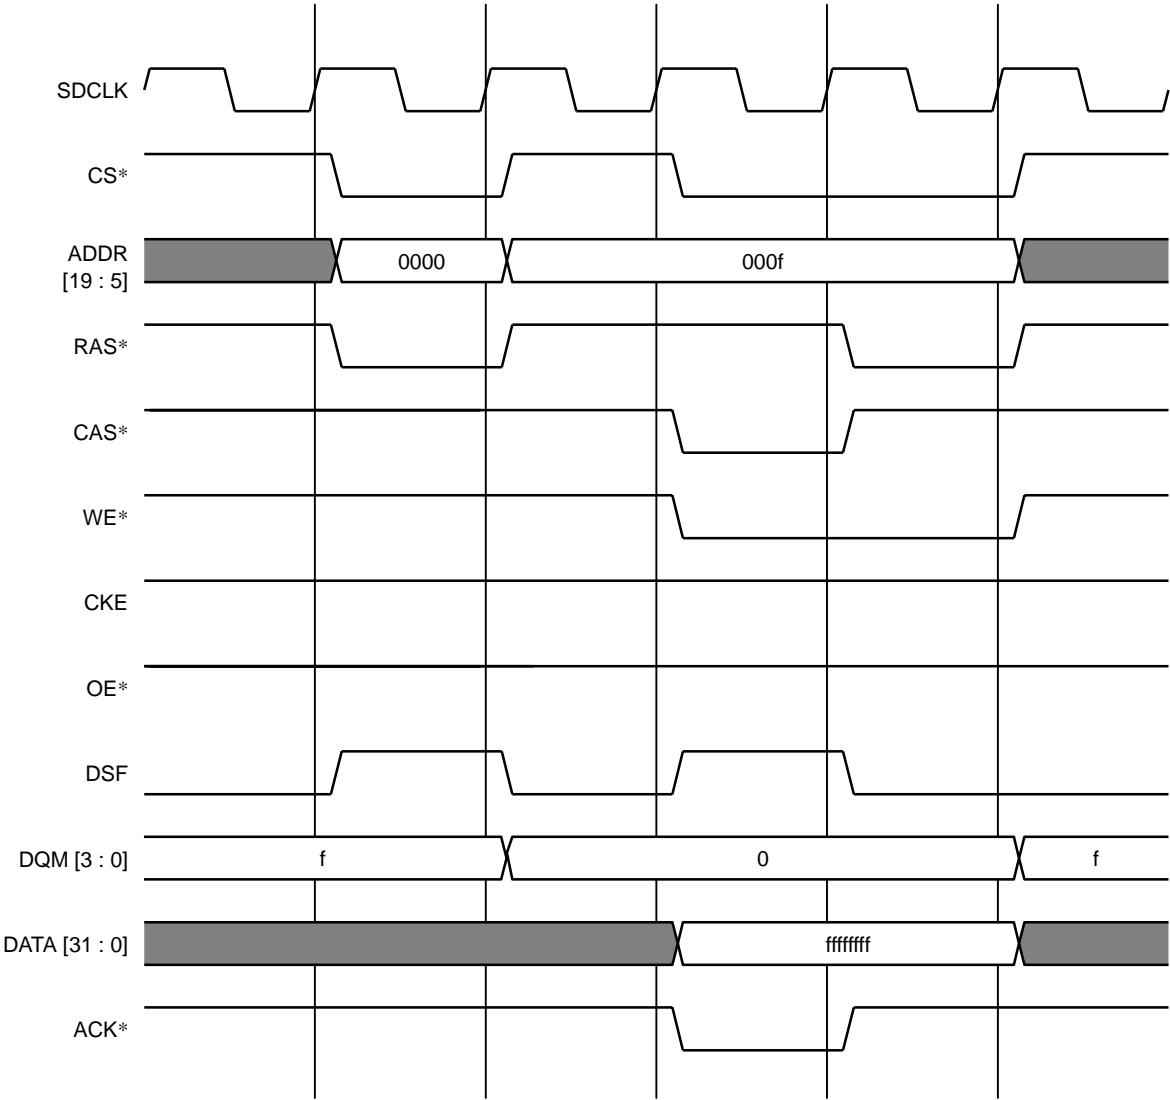 SDCLK
CS*
ADDR
[19 : 5]
0000
000f
RAS*
CAS*
WE*
CKE
OE*
DSF
DQM [3 : 0]
f
0
f
DATA [31 : 0]
ffffffff
ACK*